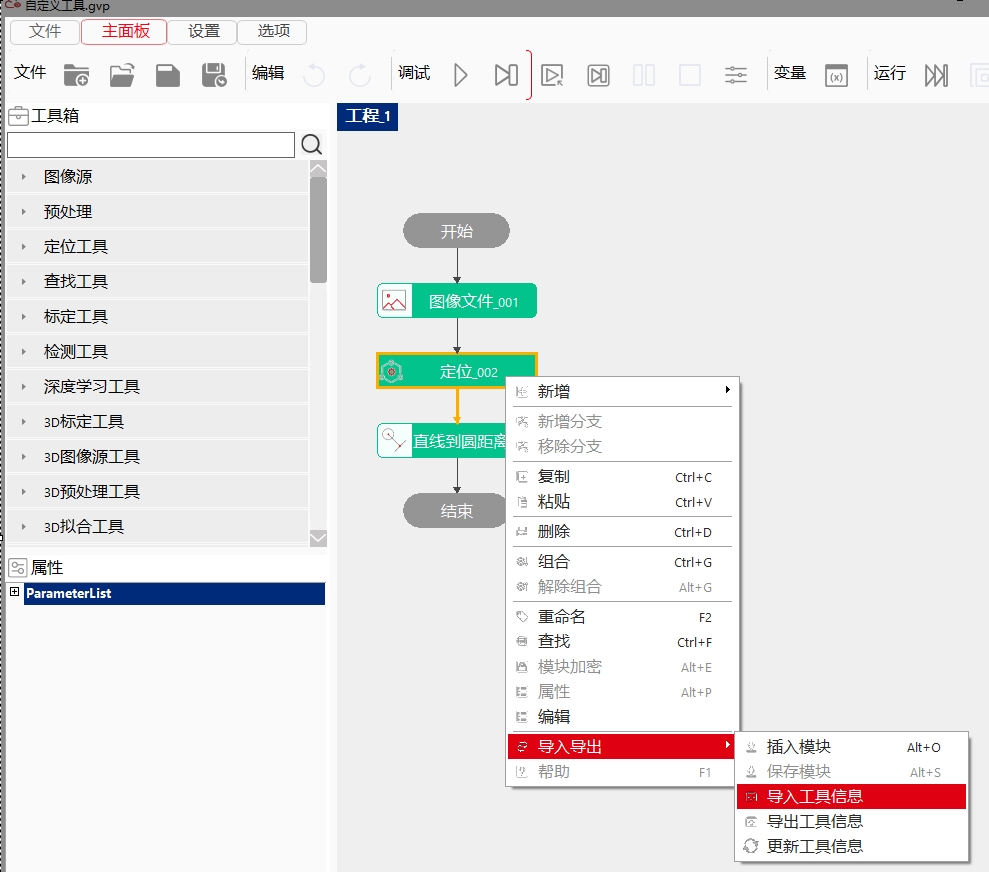 自定义工具.gvp
文件 主面板 设置 选项
文件 编辑 调试 变量 (x) 运行
工具箱
工程_1
图像源
预处理
定位工具
查找工具
标定工具
检测工具
深度学习工具
3D标定工具
3D图像源工具
3D预处理工具
3D拟合工具
属性
ParameterList
开始
图像文件_001
定位_002
直线到圆距离
结束
新增
新增分支
移除分支
复制 Ctrl+C
粘贴 Ctrl+V
删除 Ctrl+D
组合 Ctrl+G
解除组合 Alt+G
重命名 F2
查找 Ctrl+F
模块加密 Alt+E
属性 Alt+P
编辑
导入导出
帮助 F1
插入模块 Alt+O
保存模块 Alt+S
导入工具信息
导出工具信息
更新工具信息